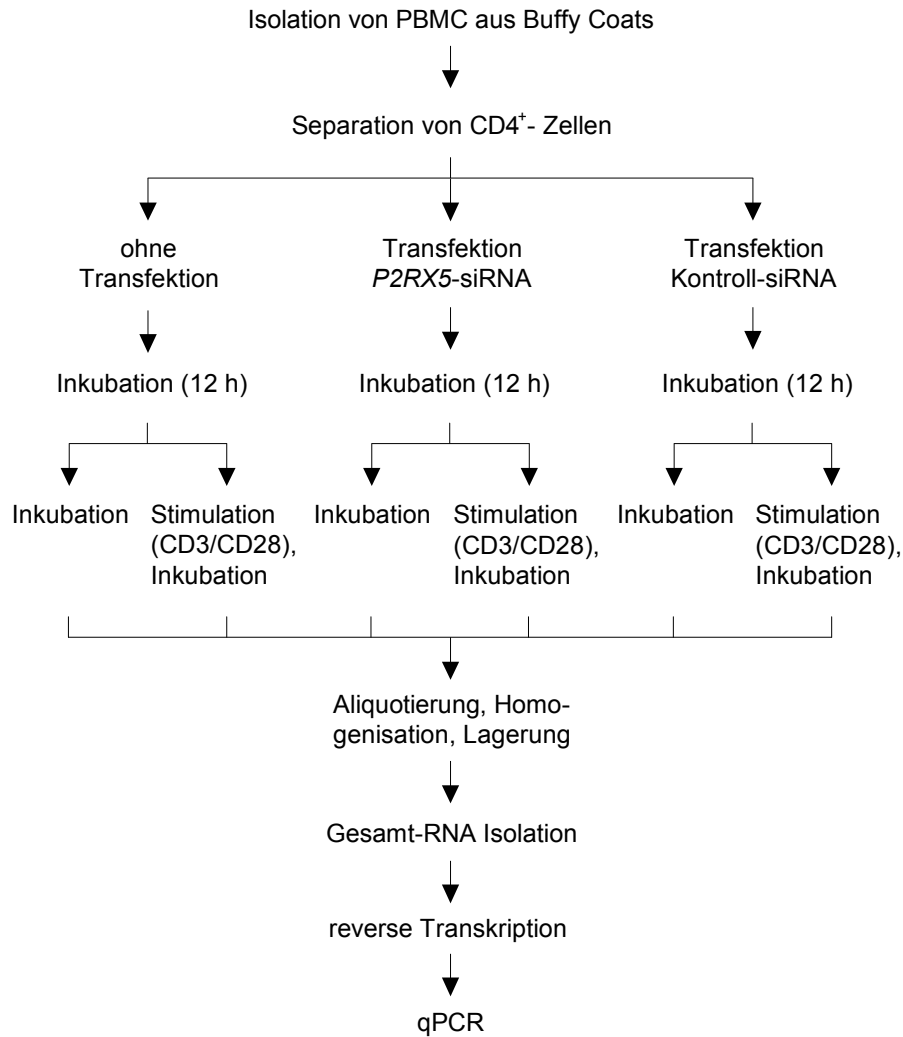 Isolation von PBMC aus Buffy Coats
Separation von CD4⁺- Zellen
ohne
Transfektion
Transfektion
P2RX5-siRNA
Transfektion
Kontroll-siRNA
Inkubation (12 h)
Inkubation (12 h)
Inkubation (12 h)
Inkubation
Stimulation
(CD3/CD28),
Inkubation
Inkubation
Stimulation
(CD3/CD28),
Inkubation
Inkubation
Stimulation
(CD3/CD28),
Inkubation
Aliquotierung, Homo-
genisation, Lagerung
Gesamt-RNA Isolation
reverse Transkription
qPCR